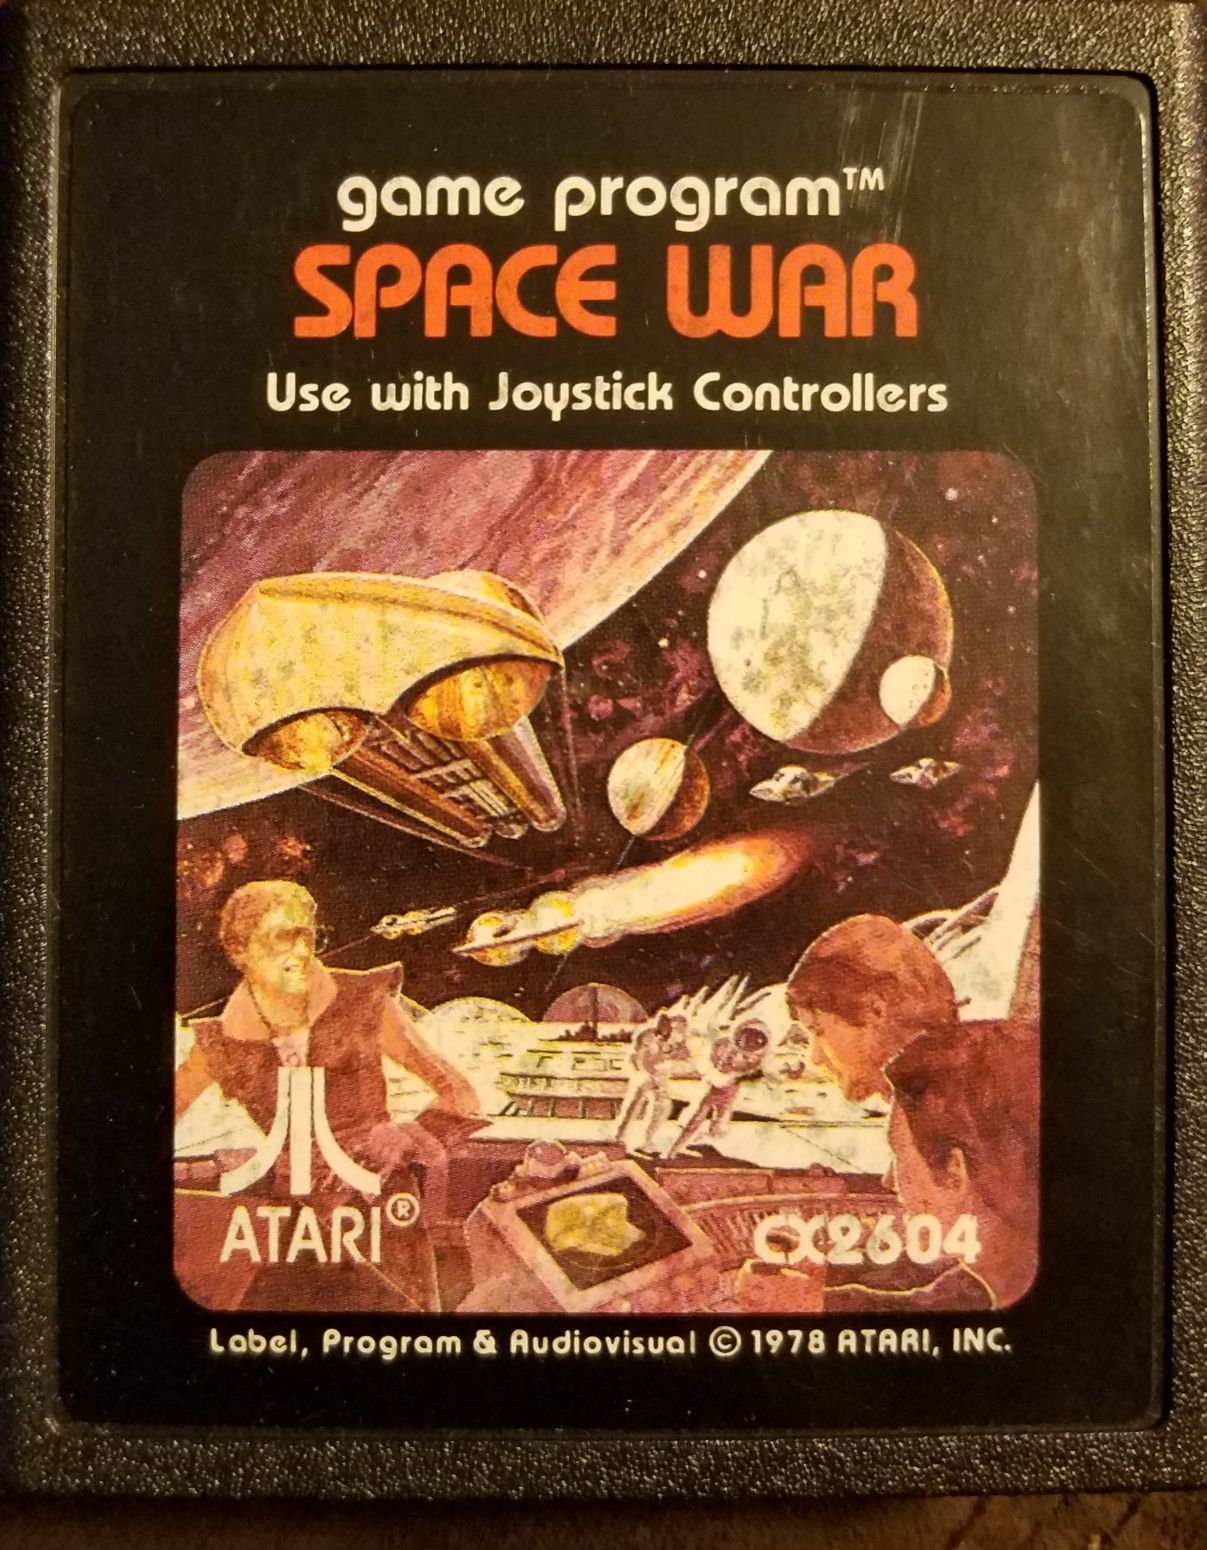 game program™
SPACE WAR
Use with Joystick Controllers
ATARI®
CX2604
Label, Program & Audiovisual © 1978 ATARI, INC.